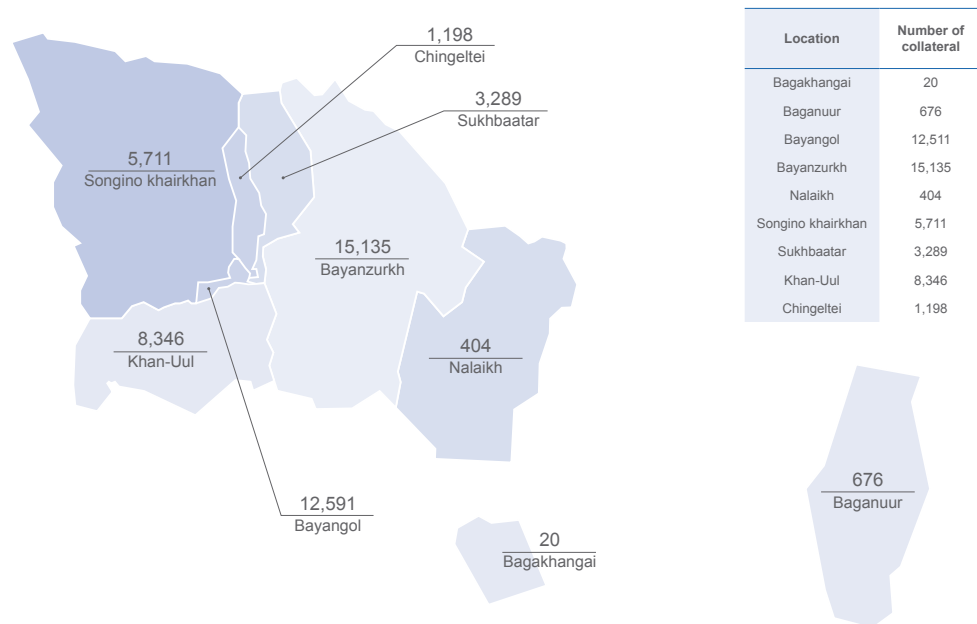 1,198
Chingeltei
3,289
Sukhbaatar
5,711
Songino khairkhan
15,135
Bayanzurkh
8,346
Khan-Uul
404
Nalaikh
12,591
Bayangol
20
Bagakhangai
676
Baganuur
Location Number of
collateral
Bagakhangai 20
Baganuur 676
Bayangol 12,511
Bayanzurkh 15,135
Nalaikh 404
Songino khairkhan 5,711
Sukhbaatar 3,289
Khan-Uul 8,346
Chingeltei 1,198